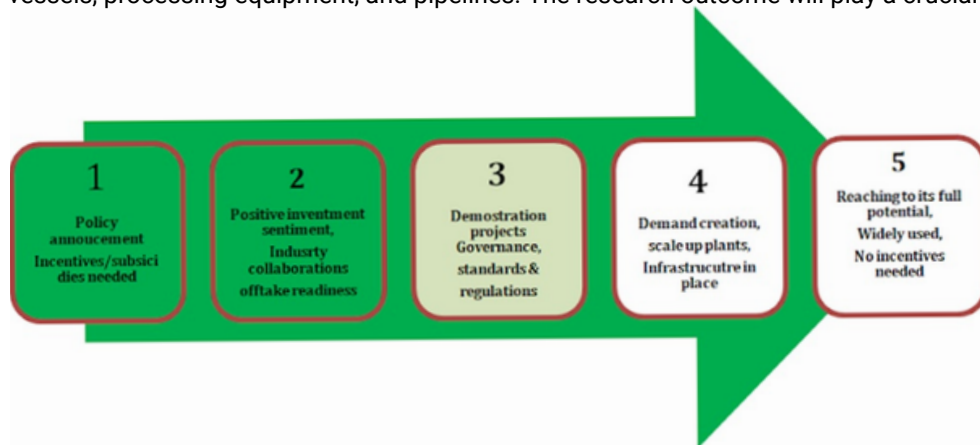 vessels, processing equipment, and pipelines. The research outcome will play a crucial
1
Policy
annoucement
Incentives/subsici
dies needed
2
Positive inventment
sentiment,
Indusrty
collaborations
offtake readiness
3
Demostration
projects
Governance,
standards &
regulations
4
Demand creation,
scale up plants,
Infrastrucutre in
place
5
Reaching to its full
potential,
Widely used,
No incentives
needed